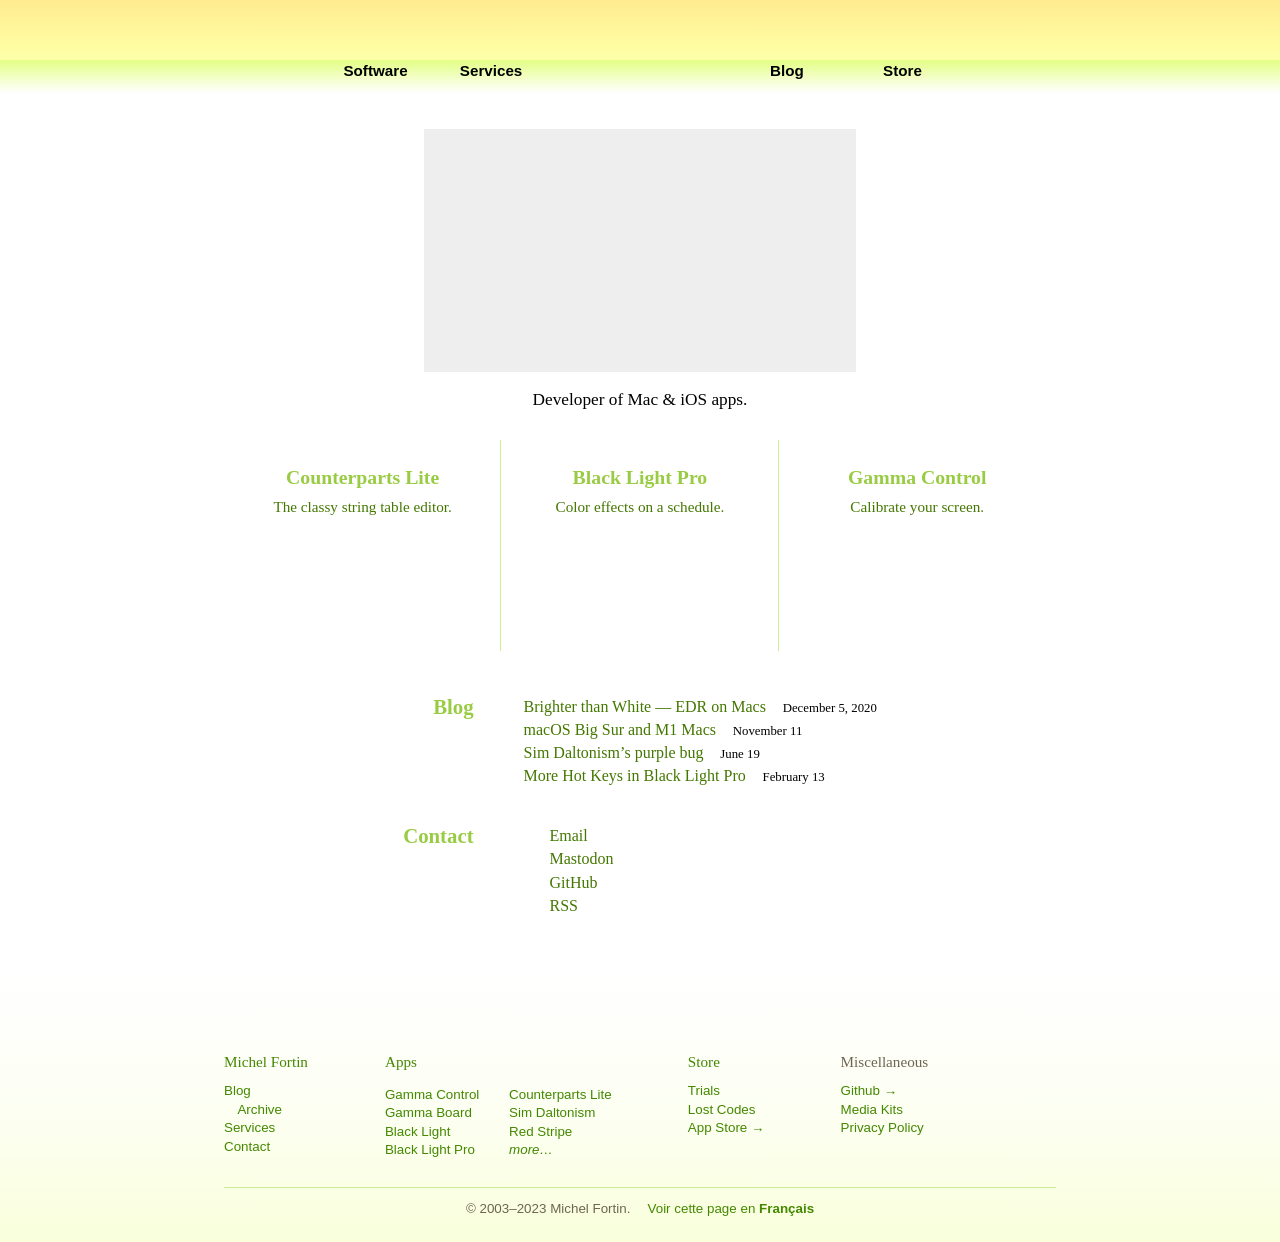 Software Services Blog Store
Developer of Mac & iOS apps.
Counterparts Lite
The classy string table editor.
Black Light Pro
Color effects on a schedule.
Gamma Control
Calibrate your screen.
Blog
Brighter than White — EDR on Macs December 5, 2020
macOS Big Sur and M1 Macs November 11
Sim Daltonism’s purple bug June 19
More Hot Keys in Black Light Pro February 13
Contact
Email
Mastodon
GitHub
RSS
Michel Fortin
Blog
Archive
Services
Contact
Apps
Gamma Control
Gamma Board
Black Light
Black Light Pro
Counterparts Lite
Sim Daltonism
Red Stripe
more…
Store
Trials
Lost Codes
App Store →
Miscellaneous
Github →
Media Kits
Privacy Policy
© 2003–2023 Michel Fortin. Voir cette page en Français